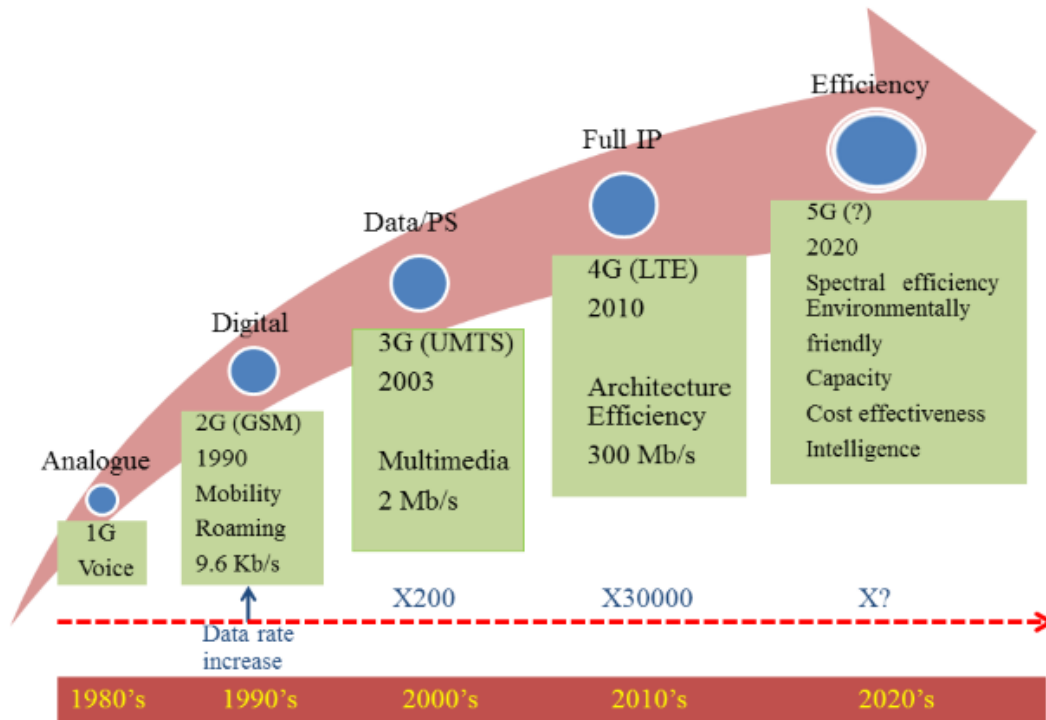 Efficiency
Full IP
Data/PS
Digital
Analogue
1G
Voice
2G (GSM)
1990
Mobility
Roaming
9.6 Kb/s
3G (UMTS)
2003
Multimedia
2 Mb/s
4G (LTE)
2010
Architecture
Efficiency
300 Mb/s
5G (?)
2020
Spectral efficiency
Environmentally
friendly
Capacity
Cost effectiveness
Intelligence
X200
X30000
X?
Data rate
increase
1980's
1990's
2000's
2010's
2020's